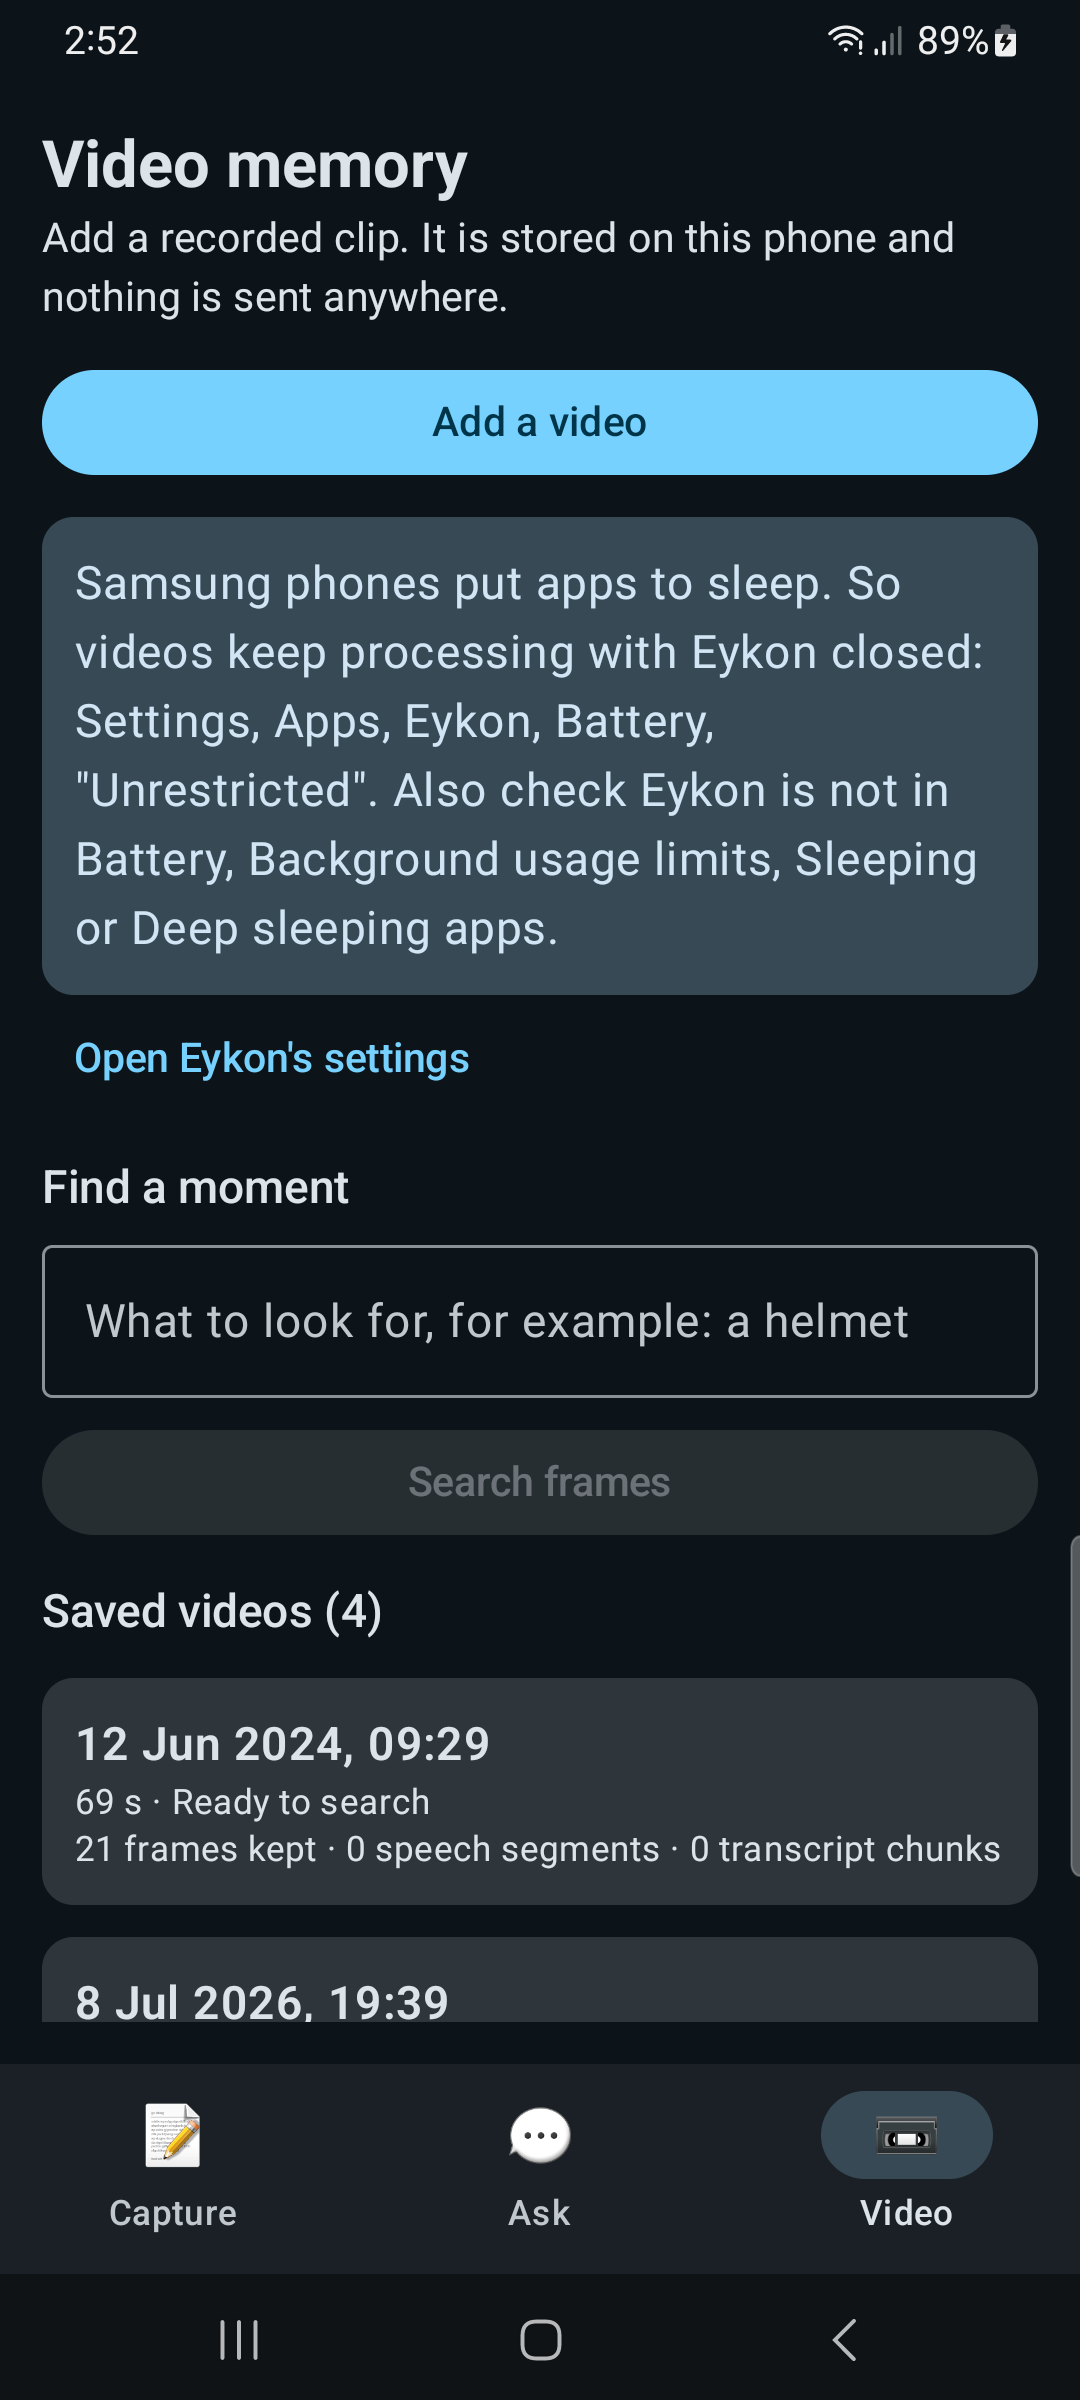 2:52
89%
Video memory
Add a recorded clip. It is stored on this phone and
nothing is sent anywhere.
Add a video
Samsung phones put apps to sleep. So
videos keep processing with Eykon closed:
Settings, Apps, Eykon, Battery,
"Unrestricted". Also check Eykon is not in
Battery, Background usage limits, Sleeping
or Deep sleeping apps.
Open Eykon's settings
Find a moment
What to look for, for example: a helmet
Search frames
Saved videos (4)
12 Jun 2024, 09:29
69 s · Ready to search
21 frames kept · 0 speech segments · 0 transcript chunks
8 Jul 2026, 19:39
Capture
Ask
Video